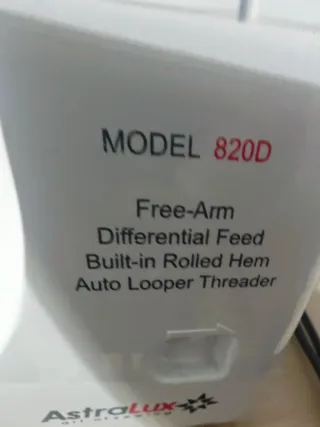 MODEL 820D
Free-Arm
Differential Feed
Built-in Rolled Hem
Auto Looper Threader
AstraLux